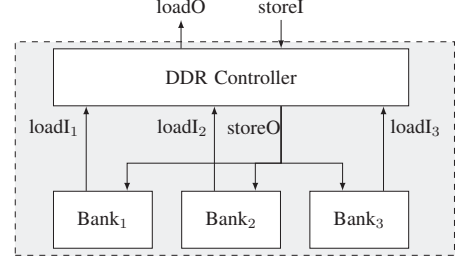 loadO storeI
DDR Controller
loadI₁ loadI₂ storeO loadI₃
Bank₁ Bank₂ Bank₃